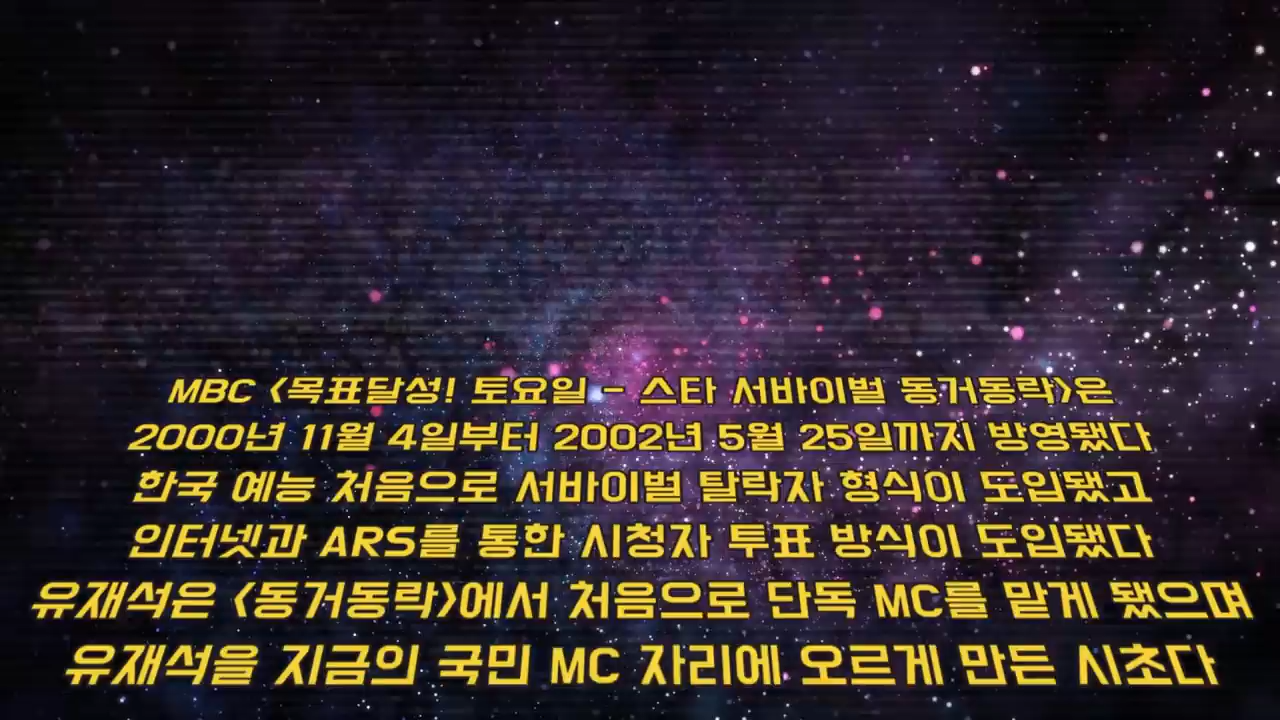 MBC <목표달성! 토요일 - 스타 서바이벌 동거동락>은
2000년 11월 4일부터 2002년 5월 25일까지 방영됐다
한국 예능 처음으로 서바이벌 탈락자 형식이 도입됐고
인터넷과 ARS를 통한 시청자 투표 방식이 도입됐다
유재석은 <동거동락>에서 처음으로 단독 MC를 맡게 됐으며
유재석을 지금의 국민 MC 자리에 오르게 만든 시초다